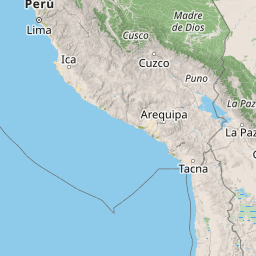 Perú
Lima
Madre
de Dios
Cusco
Cuzco
Ica
Puno
La Paz
Arequipa
La Paz
Tacna